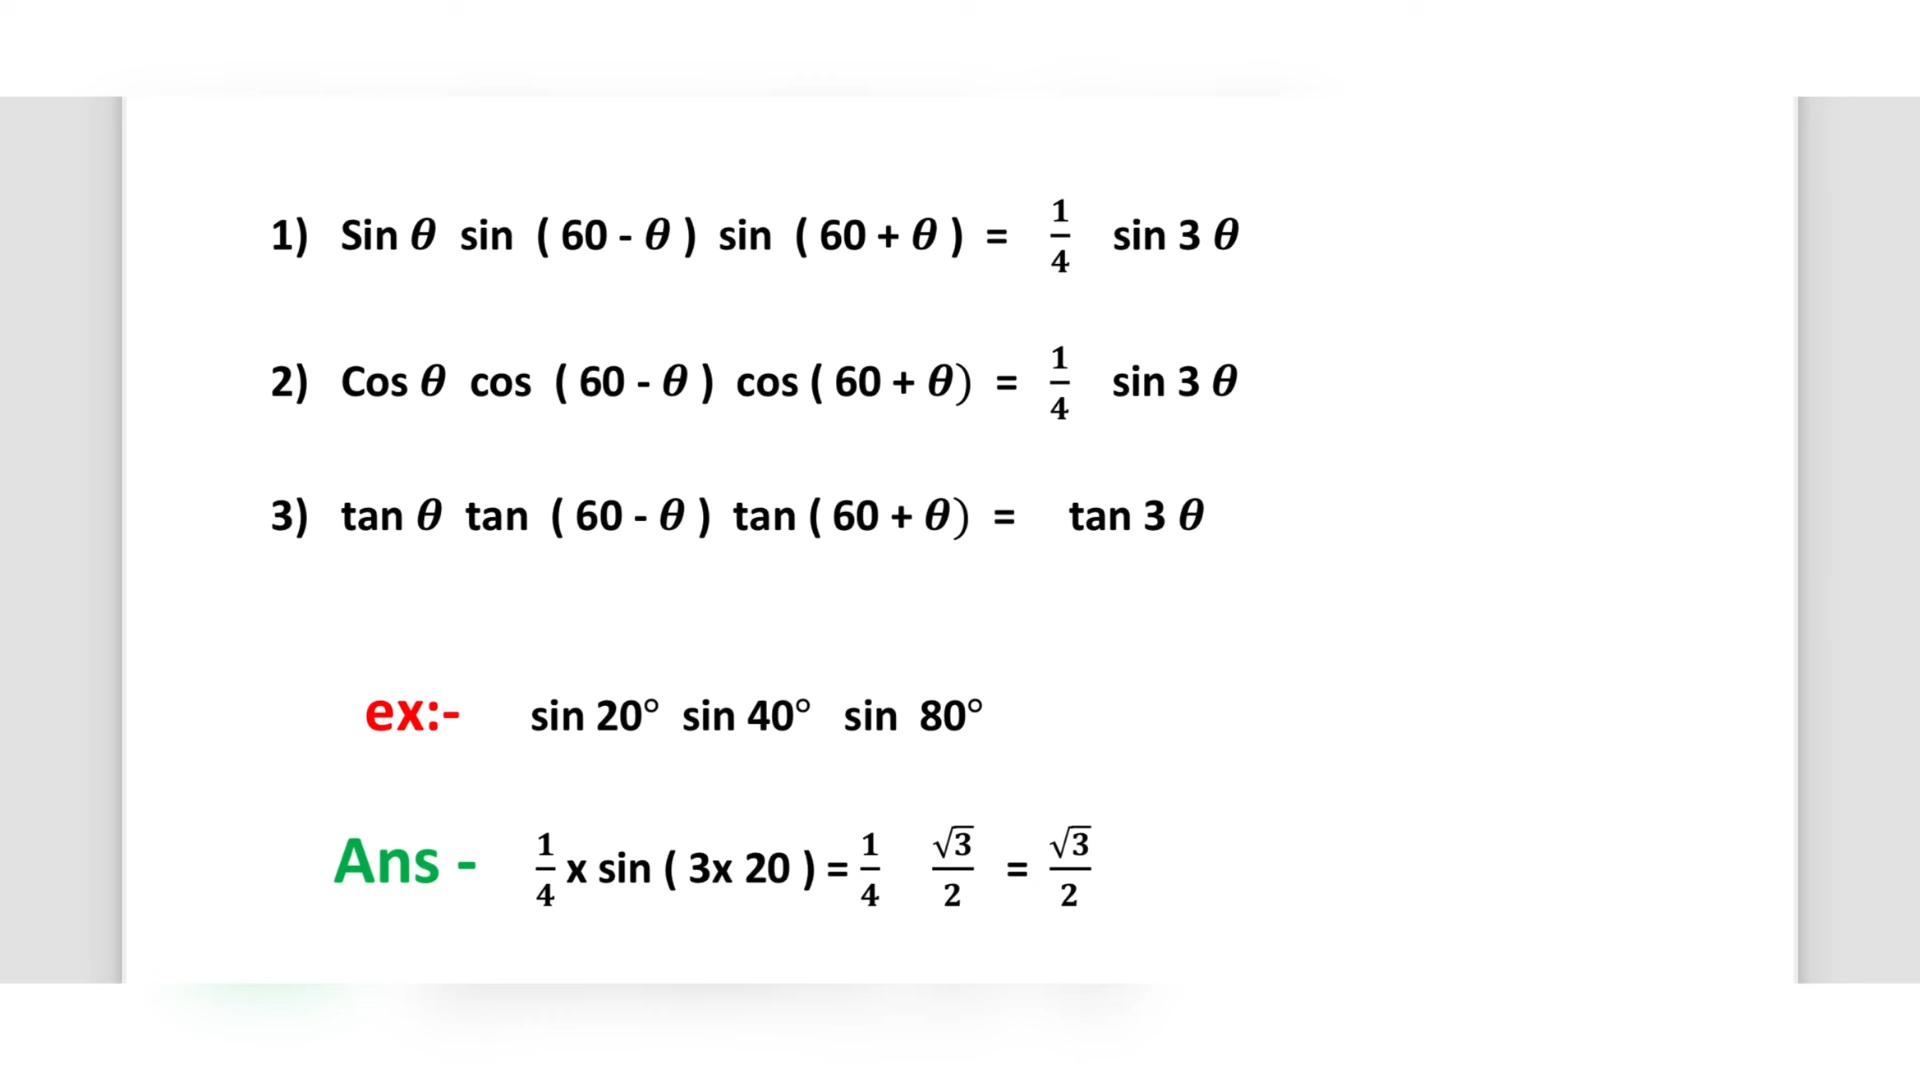 1) Sin θ sin ( 60 - θ ) sin ( 60 + θ ) = 1/4 sin 3 θ
2) Cos θ cos ( 60 - θ ) cos ( 60 + θ) = 1/4 sin 3 θ
3) tan θ tan ( 60 - θ ) tan ( 60 + θ) = tan 3 θ
ex:- sin 20° sin 40° sin 80°
Ans - 1/4 x sin ( 3x 20 ) = 1/4 √3/2 = √3/2